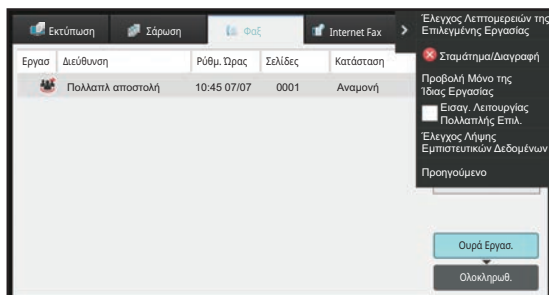 Εκτύπωση
Σάρωση
Φαξ
Internet Fax
Εργασ
Διεύθυνση
Ρύθμ. Ώρας
Σελίδες
Κατάσταση
Πολλαπλ αποστολή
10:45 07/07
0001
Αναμονή
Έλεγχος Λεπτομερειών της
Επιλεγμένης Εργασίας
Σταμάτημα/Διαγραφή
Προβολή Μόνο της
Ίδιας Εργασίας
Εισαγ. Λειτουργίας
Πολλαπλής Επιλ.
Έλεγχος Λήψης
Εμπιστευτικών Δεδομένων
Προηγούμενο
Ουρά Εργασ.
Ολοκληρωθ.